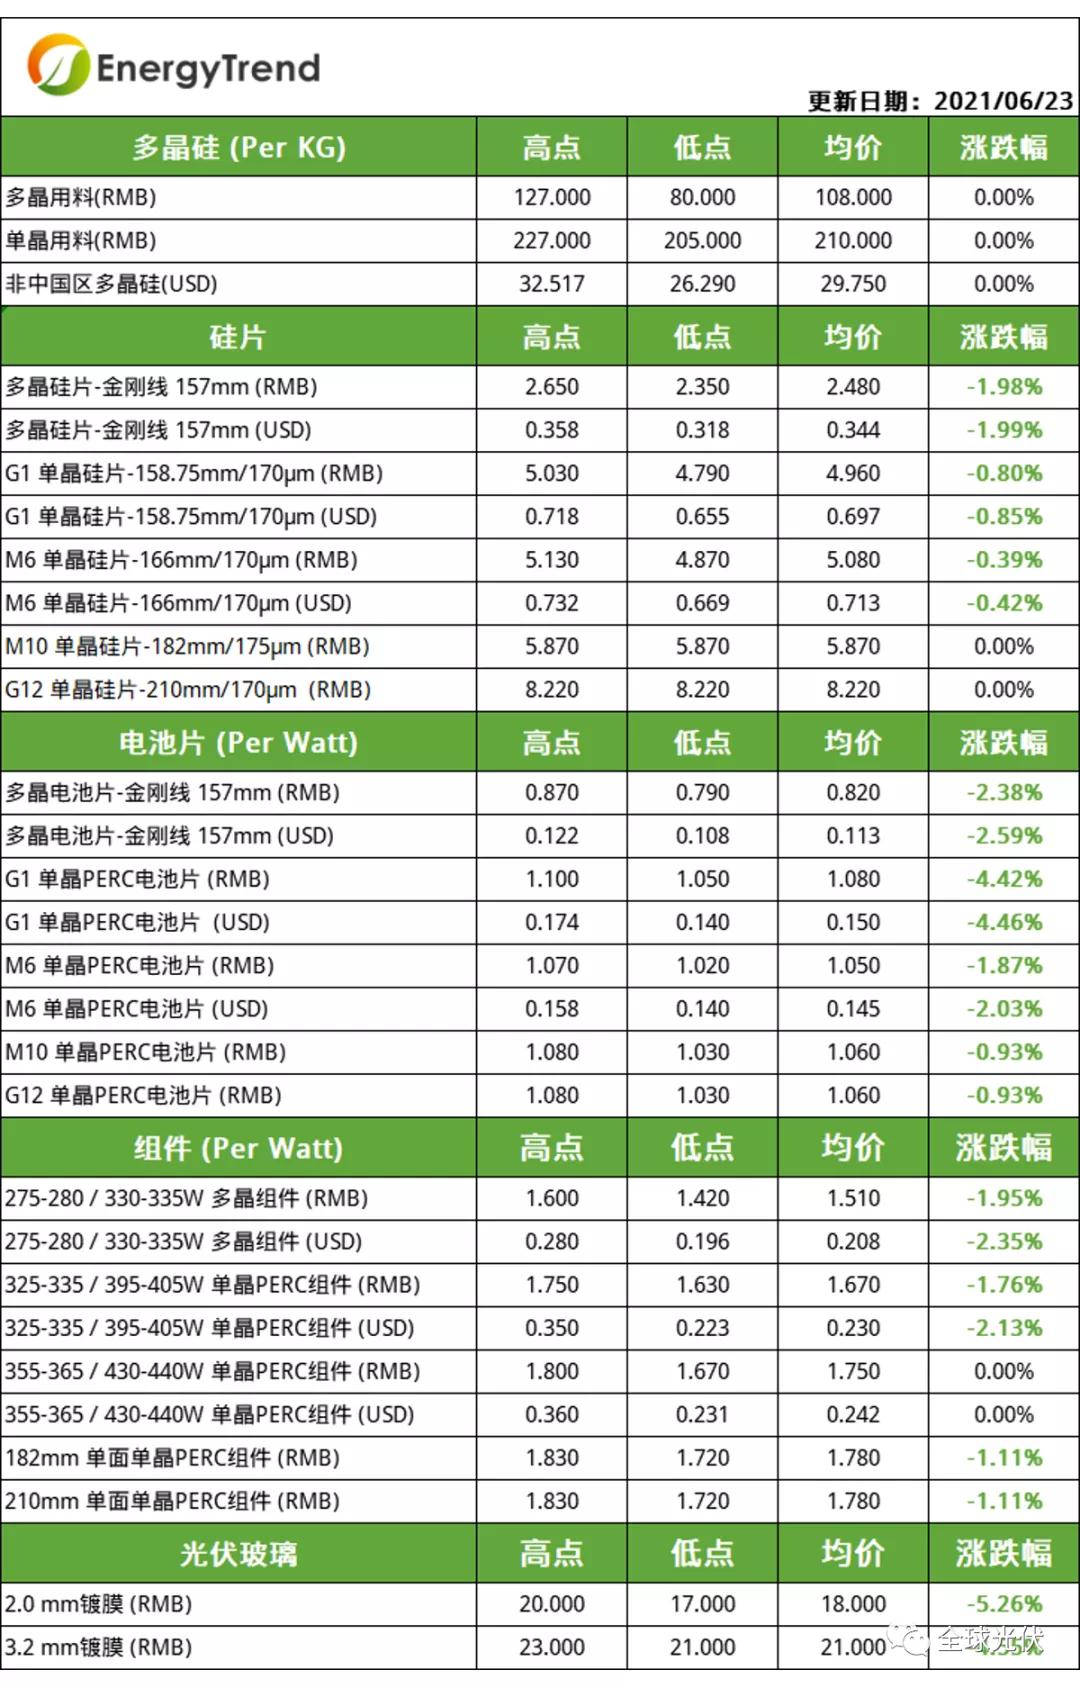 EnergyTrend
更新日期：2021/06/23
多晶硅 (Per KG) 高点 低点 均价 涨跌幅
多晶用料(RMB) 127.000 80.000 108.000 0.00%
单晶用料(RMB) 227.000 205.000 210.000 0.00%
非中国区多晶硅(USD) 32.517 26.290 29.750 0.00%
硅片 高点 低点 均价 涨跌幅
多晶硅片-金刚线 157mm (RMB) 2.650 2.350 2.480 -1.98%
多晶硅片-金刚线 157mm (USD) 0.358 0.318 0.344 -1.99%
G1 单晶硅片-158.75mm/170μm (RMB) 5.030 4.790 4.960 -0.80%
G1 单晶硅片-158.75mm/170μm (USD) 0.718 0.655 0.697 -0.85%
M6 单晶硅片-166mm/170μm (RMB) 5.130 4.870 5.080 -0.39%
M6 单晶硅片-166mm/170μm (USD) 0.732 0.669 0.713 -0.42%
M10 单晶硅片-182mm/175μm (RMB) 5.870 5.870 5.870 0.00%
G12 单晶硅片-210mm/170μm (RMB) 8.220 8.220 8.220 0.00%
电池片 (Per Watt) 高点 低点 均价 涨跌幅
多晶电池片-金刚线 157mm (RMB) 0.870 0.790 0.820 -2.38%
多晶电池片-金刚线 157mm (USD) 0.122 0.108 0.113 -2.59%
G1 单晶PERC电池片 (RMB) 1.100 1.050 1.080 -4.42%
G1 单晶PERC电池片 (USD) 0.174 0.140 0.150 -4.46%
M6 单晶PERC电池片 (RMB) 1.070 1.020 1.050 -1.87%
M6 单晶PERC电池片 (USD) 0.158 0.140 0.145 -2.03%
M10 单晶PERC电池片 (RMB) 1.080 1.030 1.060 -0.93%
G12 单晶PERC电池片 (RMB) 1.080 1.030 1.060 -0.93%
组件 (Per Watt) 高点 低点 均价 涨跌幅
275-280 / 330-335W 多晶组件 (RMB) 1.600 1.420 1.510 -1.95%
275-280 / 330-335W 多晶组件 (USD) 0.280 0.196 0.208 -2.35%
325-335 / 395-405W 单晶PERC组件 (RMB) 1.750 1.630 1.670 -1.76%
325-335 / 395-405W 单晶PERC组件 (USD) 0.350 0.223 0.230 -2.13%
355-365 / 430-440W 单晶PERC组件 (RMB) 1.800 1.670 1.750 0.00%
355-365 / 430-440W 单晶PERC组件 (USD) 0.360 0.231 0.242 0.00%
182mm 单面单晶PERC组件 (RMB) 1.830 1.720 1.780 -1.11%
210mm 单面单晶PERC组件 (RMB) 1.830 1.720 1.780 -1.11%
光伏玻璃 高点 低点 均价 涨跌幅
2.0 mm镀膜 (RMB) 20.000 17.000 18.000 -5.26%
3.2 mm镀膜 (RMB) 23.000 21.000 21.000
全球光伏